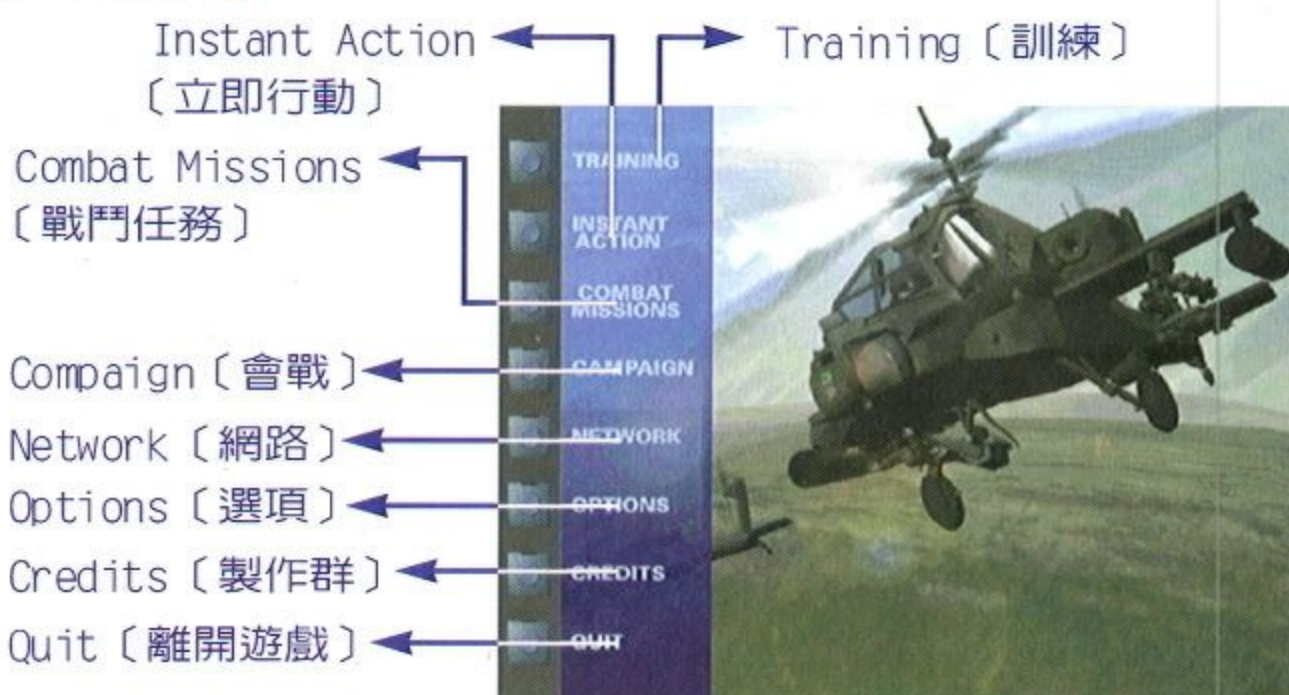 Instant Action
〔立即行動〕
Training〔訓練〕
Combat Missions
〔戰鬥任務〕
Compaign〔會戰〕
Network〔網路〕
Options〔選項〕
Credits〔製作群〕
Quit〔離開遊戲〕
TRAINING
INSTANT
ACTION
COMBAT
MISSIONS
CAMPAIGN
NETWORK
OPTIONS
CREDITS
QUIT